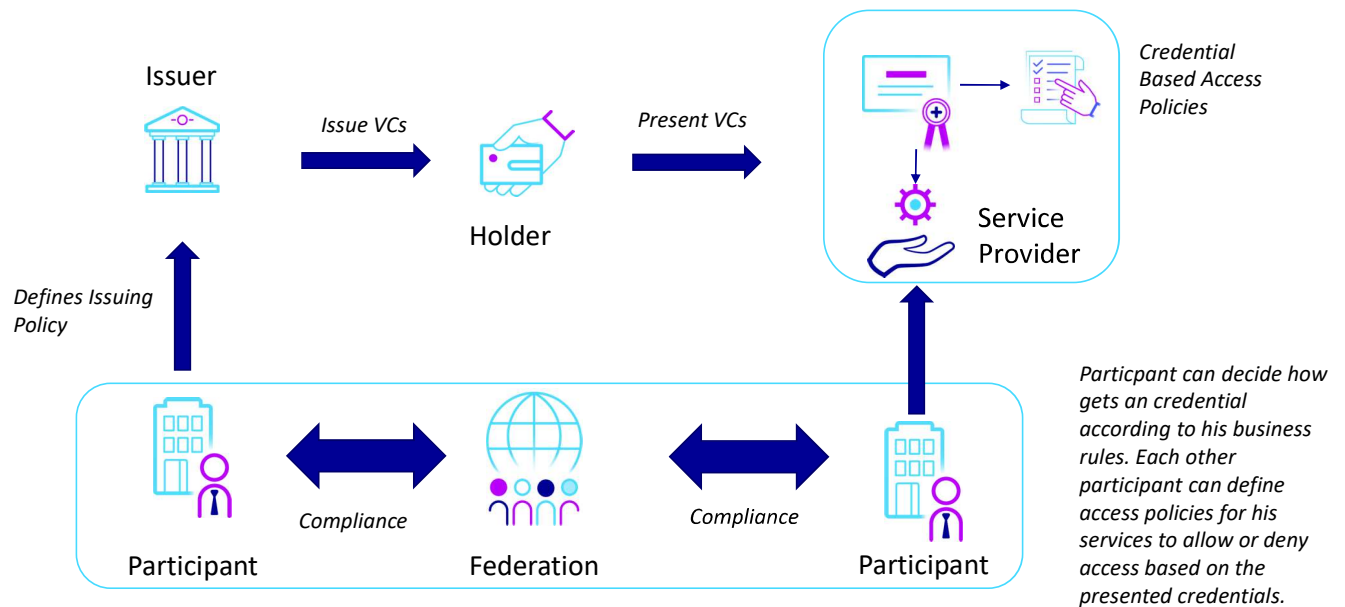 Issuer
Issue VCs
Holder
Present VCs
Credential
Based Access
Policies
Service
Provider
Defines Issuing
Policy
Participant
Compliance
Federation
Compliance
Participant
Particpant can decide how
gets an credential
according to his business
rules. Each other
participant can define
access policies for his
services to allow or deny
access based on the
presented credentials.